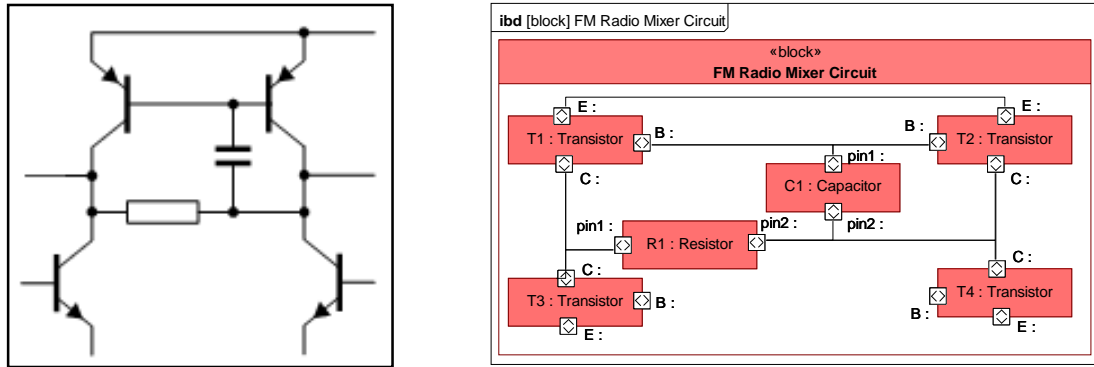 ibd [block] FM Radio Mixer Circuit
«block»
FM Radio Mixer Circuit
E :
E :
T1 : Transistor
B :
B :
T2 : Transistor
C :
pin1 :
C :
C1 : Capacitor
pin1 :
pin2 :
pin2 :
R1 : Resistor
C :
C :
T3 : Transistor
B :
T4 : Transistor
B :
E :
E :